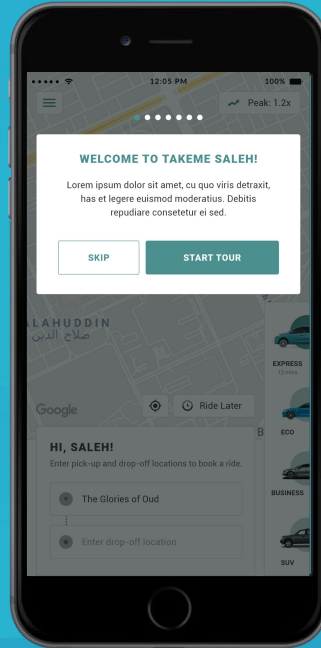 12:05 PM
100%
Peak: 1.2x
WELCOME TO TAKEME SALEH!
Lorem ipsum dolor sit amet, cu quo viris detraxit,
has et legere euismod moderatius. Debitis
repudiare consetetur ei sed.
SKIP
START TOUR
LAHUDDIN
صلاح الدين
EXPRESS
12 mins
Google
Ride Later
B
ECO
HI, SALEH!
Enter pick-up and drop-off locations to book a ride.
The Glories of Oud
BUSINESS
Enter drop-off location
SUV